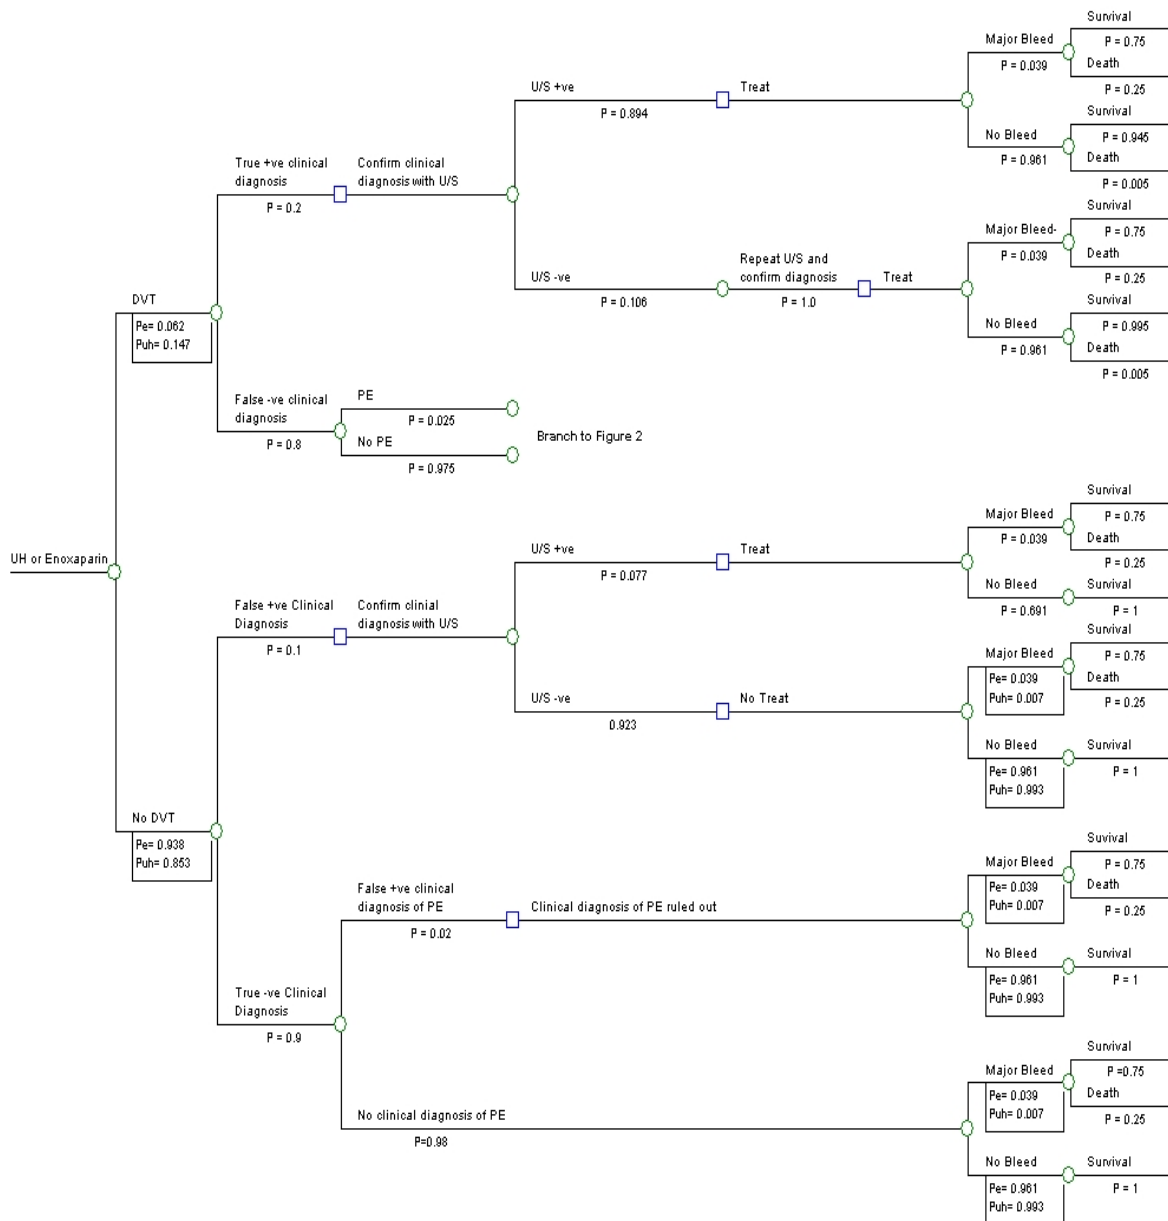 Survival
P = 0.75
Major Bleed
P = 0.039
Death
P = 0.25
U/S +ve
P = 0.894
Treat
Survival
P = 0.945
No Bleed
P = 0.961
Death
P = 0.005
True +ve clinical
diagnosis
P = 0.2
Confirm clinical
diagnosis with U/S
Survival
P = 0.75
Major Bleed-
P = 0.039
Death
P = 0.25
U/S -ve
P = 0.106
Repeat U/S and
confirm diagnosis
P = 1.0
Treat
Survival
P = 0.995
No Bleed
P = 0.961
Death
P = 0.005
DVT
Pe= 0.062
Puh= 0.147
False -ve clinical
diagnosis
P = 0.8
PE
P = 0.025
No PE
P = 0.975
Branch to Figure 2
UH or Enoxaparin
Survival
P = 0.75
Major Bleed
P = 0.039
Death
P = 0.25
U/S +ve
P = 0.077
Treat
No Bleed
P = 0.691
Survival
P = 1
False +ve Clinical
Diagnosis
P = 0.1
Confirm clinial
diagnosis with U/S
Survival
P = 0.75
Major Bleed
Pe= 0.039
Puh= 0.007
Death
P = 0.25
U/S -ve
0.923
No Treat
No Bleed
Pe= 0.961
Puh= 0.993
Survival
P = 1
No DVT
Pe= 0.938
Puh= 0.853
Suvival
P = 0.75
Major Bleed
Pe= 0.039
Puh= 0.007
Death
P = 0.25
False +ve clinical
diagnosis of PE
P = 0.02
Clinical diagnosis of PE ruled out
No Bleed
Pe= 0.961
Puh= 0.993
Survival
P = 1
True -ve Clinical
Diagnosis
P = 0.9
Survival
P =0.75
Major Bleed
Pe= 0.039
Puh= 0.007
Death
P = 0.25
No clinical diagnosis of PE
P=0.98
No Bleed
Pe= 0.961
Puh= 0.993
Survival
P = 1